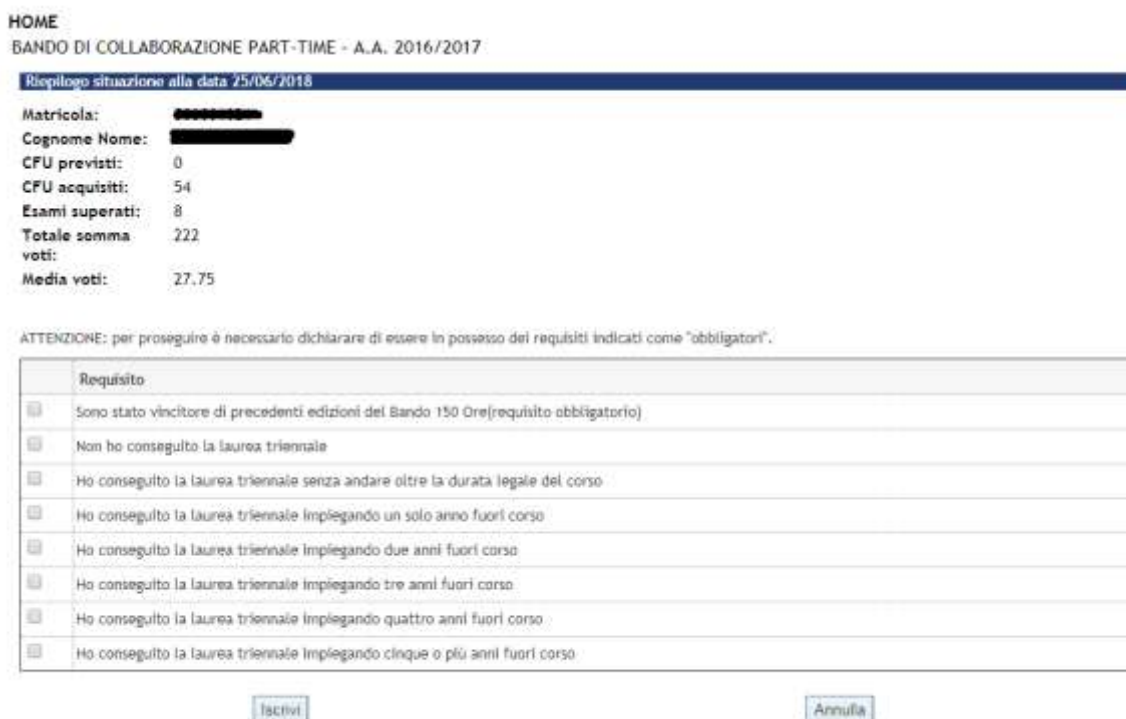 HOME
BANDO DI COLLABORAZIONE PART-TIME - A.A. 2016/2017
Riepilogo situazione alla data 25/06/2018
Matricola:
Cognome Nome:
CFU previsti: 0
CFU acquisiti: 54
Esami superati: 8
Totale somma voti: 222
Media voti: 27.75
ATTENZIONE: per proseguire è necessario dichiarare di essere in possesso dei requisiti indicati come "obbligatori".
Requisito
Sono stato vincitore di precedenti edizioni del Bando 150 Ore(requisito obbligatorio)
Non ho conseguito la laurea triennale
Ho conseguito la laurea triennale senza andare oltre la durata legale del corso
Ho conseguito la laurea triennale impiegando un solo anno fuori corso
Ho conseguito la laurea triennale impiegando due anni fuori corso
Ho conseguito la laurea triennale impiegando tre anni fuori corso
Ho conseguito la laurea triennale impiegando quattro anni fuori corso
Ho conseguito la laurea triennale impiegando cinque o più anni fuori corso
Iscrivi Annulla